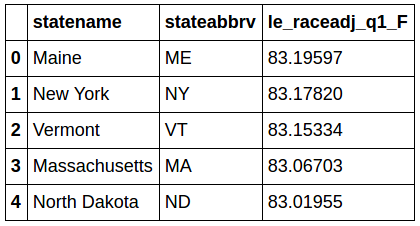 statename stateabbrv le_raceadj_q1_F
0 Maine ME 83.19597
1 New York NY 83.17820
2 Vermont VT 83.15334
3 Massachusetts MA 83.06703
4 North Dakota ND 83.01955